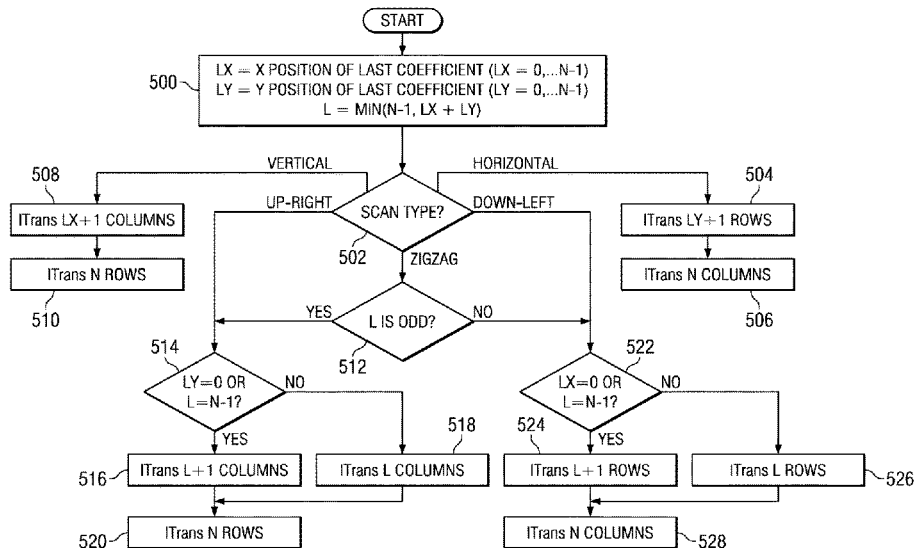 START
500
LX = X POSITION OF LAST COEFFICIENT (LX = 0,...N-1)
LY = Y POSITION OF LAST COEFFICIENT (LY = 0,...N-1)
L = MIN(N-1, LX + LY)
VERTICAL
HORIZONTAL
508
504
UP-RIGHT
SCAN TYPE?
DOWN-LEFT
ITrans LX+1 COLUMNS
ITrans LY+1 ROWS
502
ZIGZAG
ITrans N ROWS
ITrans N COLUMNS
510
506
YES
L IS ODD?
NO
512
514
522
LY=0 OR
L=N-1?
NO
LX=0 OR
L=N-1?
NO
YES
518
524
YES
516
ITrans L+1 COLUMNS
ITrans L COLUMNS
ITrans L+1 ROWS
ITrans L ROWS
526
520
ITrans N ROWS
ITrans N COLUMNS
528